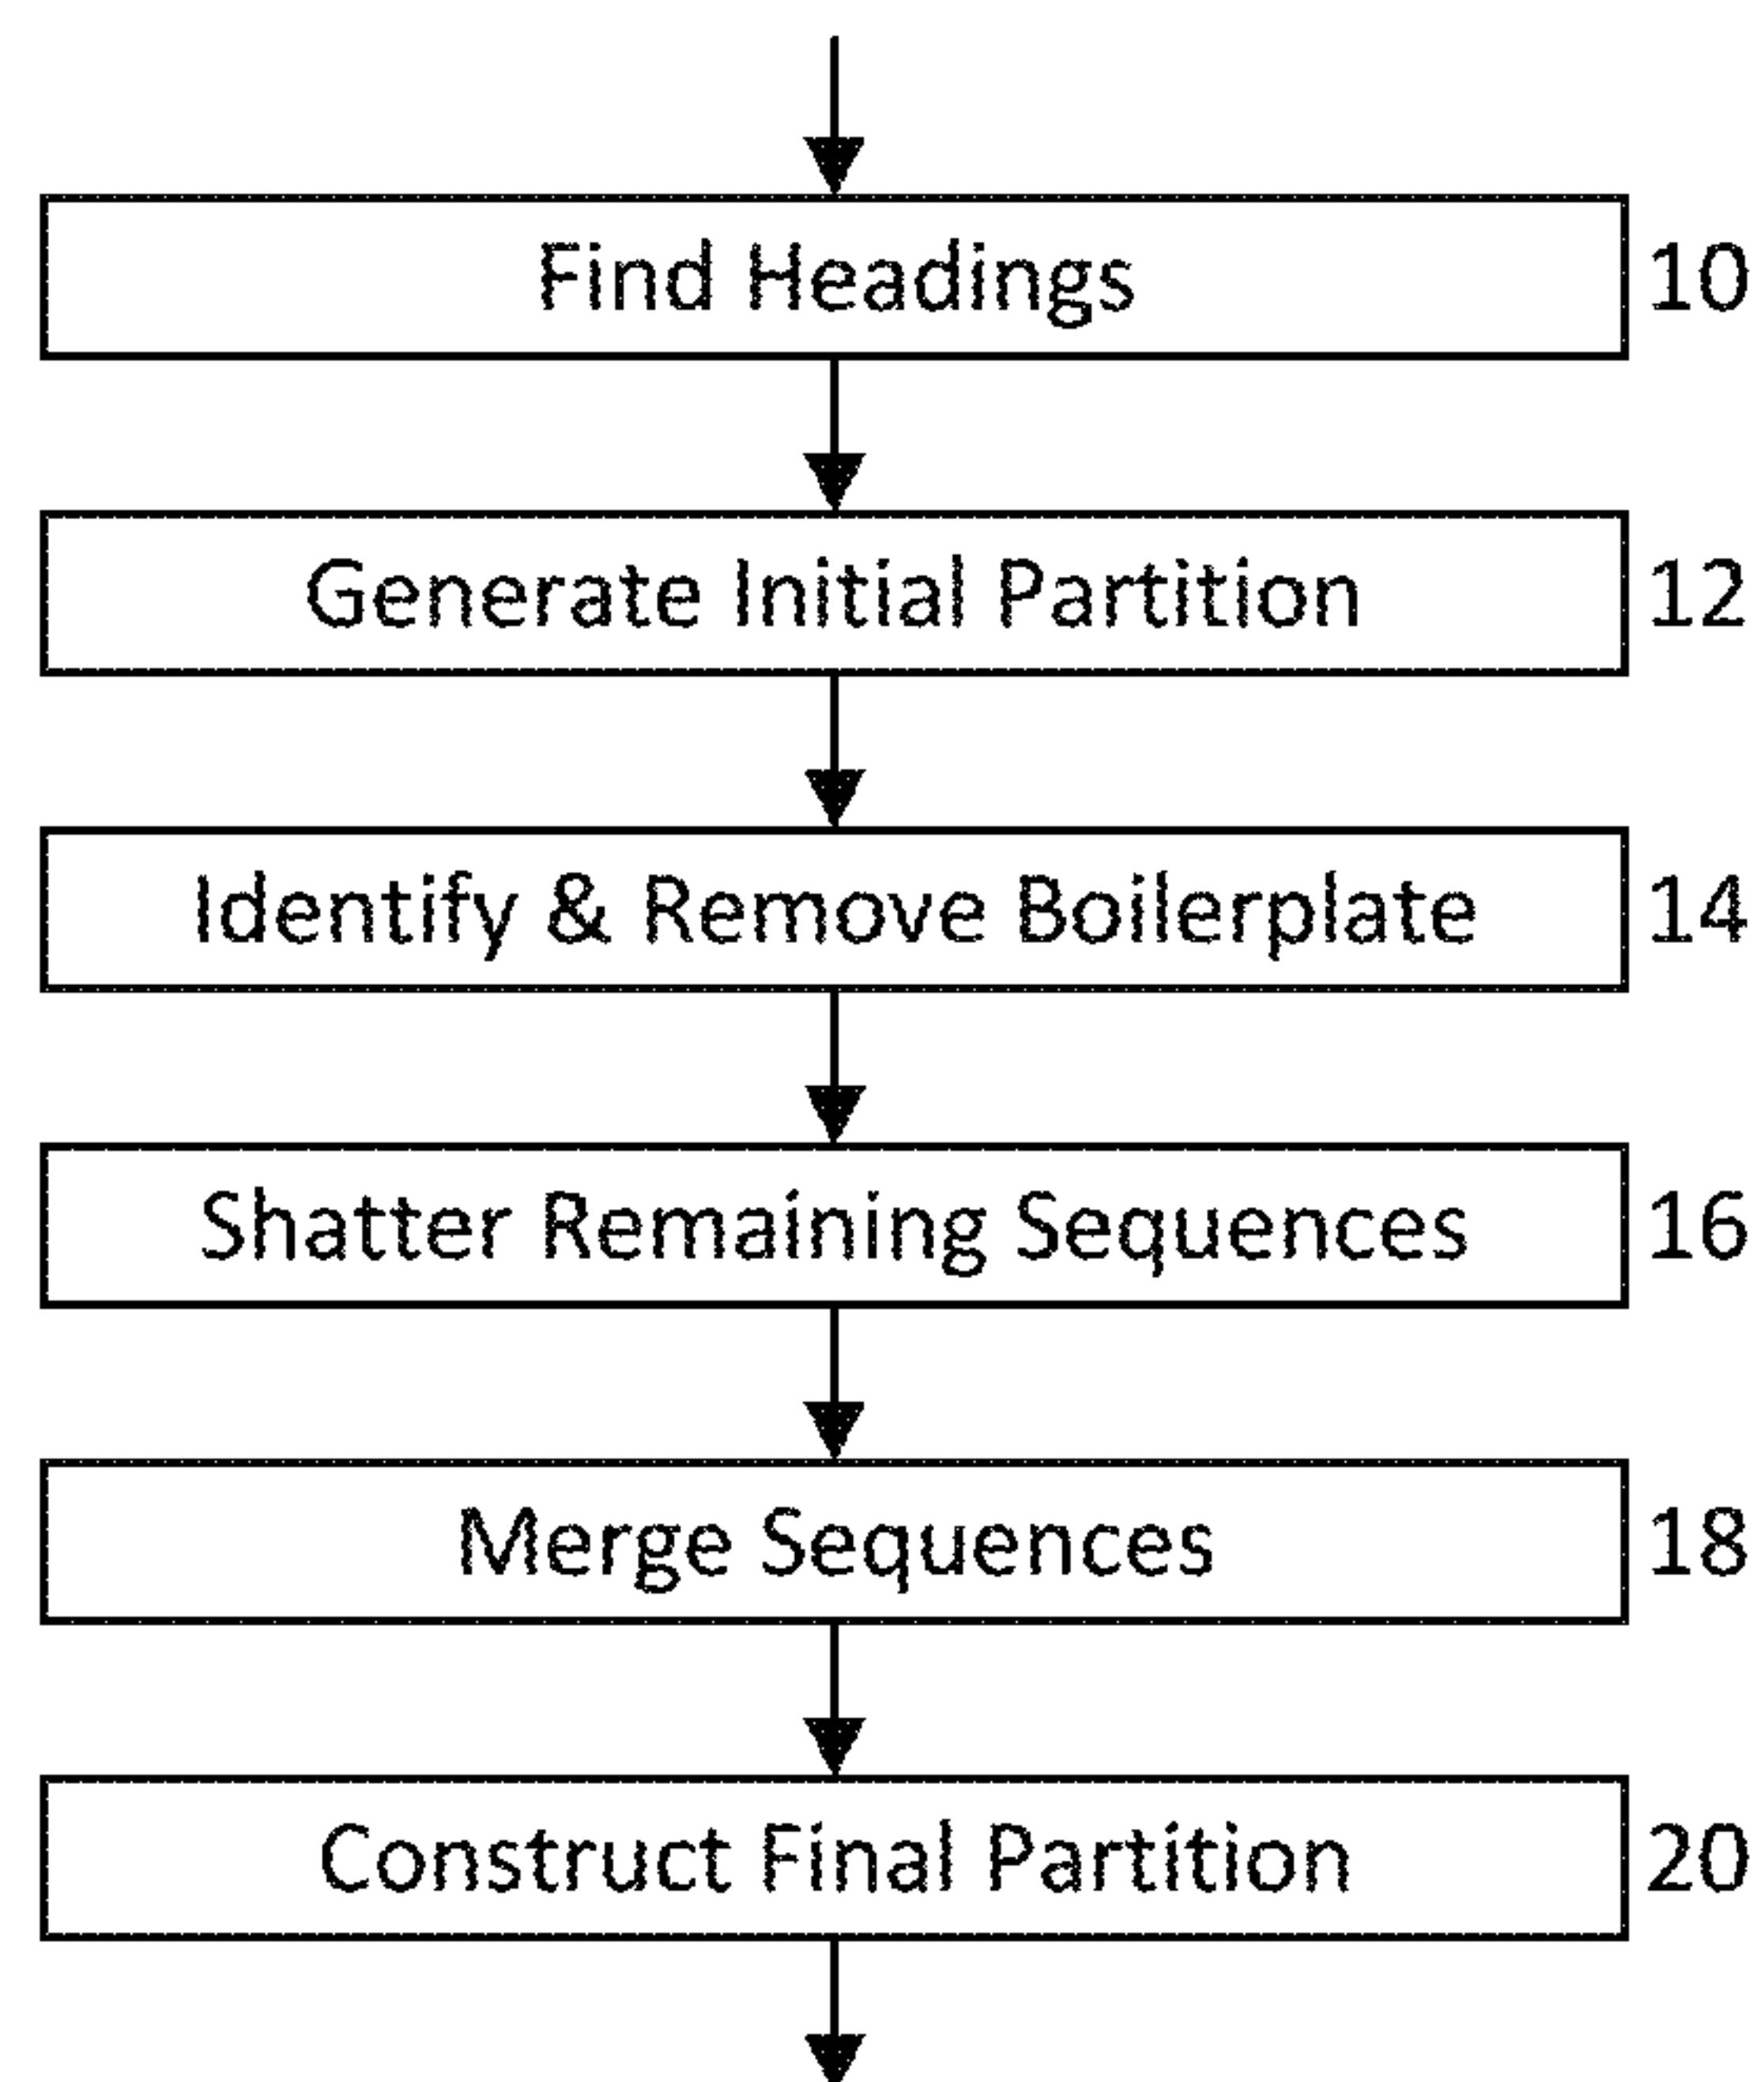 Find Headings 10
Generate Initial Partition 12
Identify & Remove Boilerplate 14
Shatter Remaining Sequences 16
Merge Sequences 18
Construct Final Partition 20